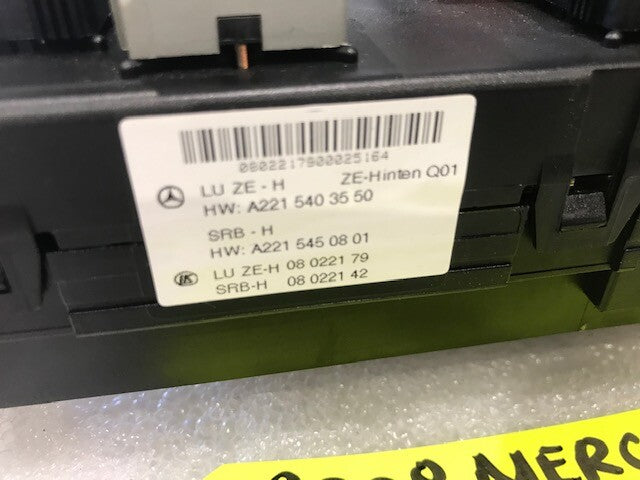 0802217900025164
LU ZE - H ZE-Hinten Q01
HW: A221 540 35 50
SRB - H
HW: A221 545 08 01
LU ZE-H 08 0221 79
SRB-H 08 0221 42